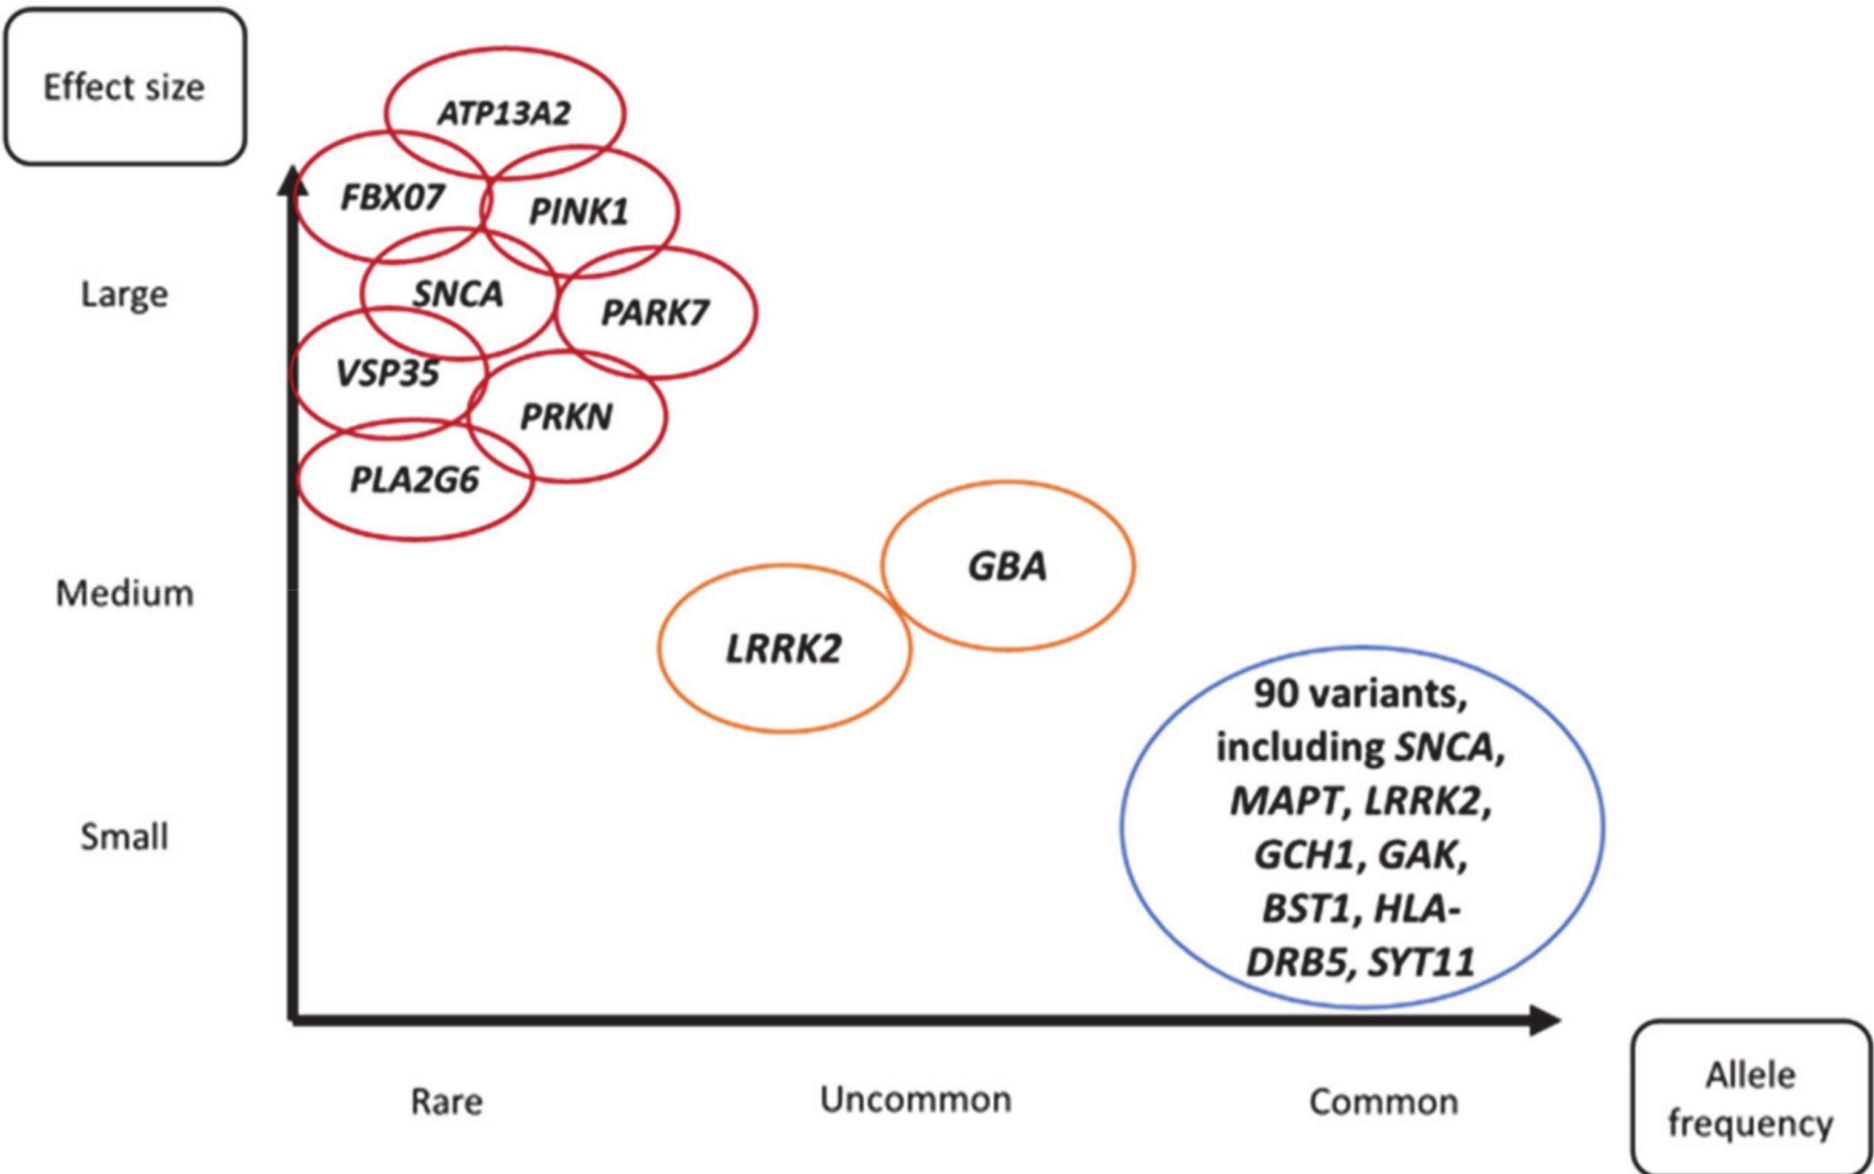 Effect size
ATP13A2
FBX07
PINK1
Large
SNCA
PARK7
VSP35
PRKN
PLA2G6
GBA
Medium
LRRK2
90 variants,
including SNCA,
MAPT, LRRK2,
Small
GCH1, GAK,
BST1, HLA-
DRB5, SYT11
Rare
Uncommon
Common
Allele
frequency